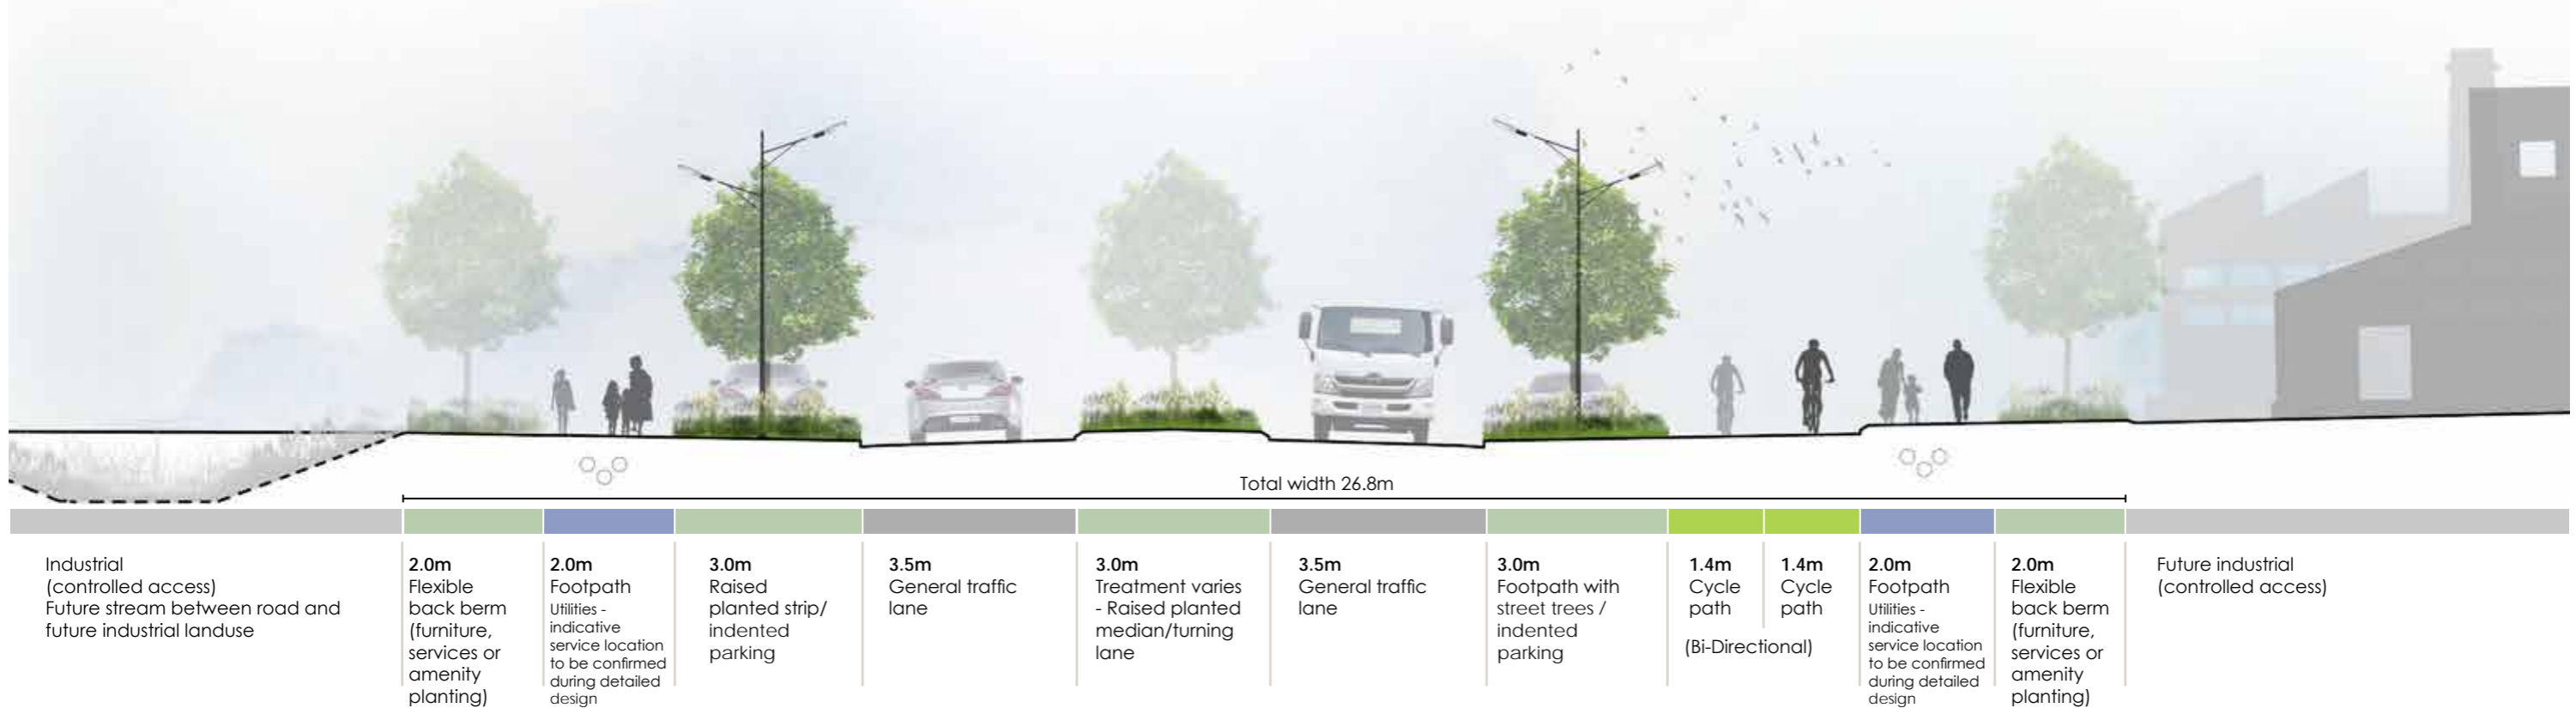 Total width 26.8m
Industrial
(controlled access)
Future stream between road and
future industrial landuse
2.0m
Flexible
back berm
(furniture,
services or
amenity
planting)
2.0m
Footpath
Utilities -
indicative
service location
to be confirmed
during detailed
design
3.0m
Raised
planted strip/
indented
parking
3.5m
General traffic
lane
3.0m
Treatment varies
- Raised planted
median/turning
lane
3.5m
General traffic
lane
3.0m
Footpath with
street trees /
indented
parking
1.4m
Cycle
path
1.4m
Cycle
path
(Bi-Directional)
2.0m
Footpath
Utilities -
indicative
service location
to be confirmed
during detailed
design
2.0m
Flexible
back berm
(furniture,
services or
amenity
planting)
Future industrial
(controlled access)